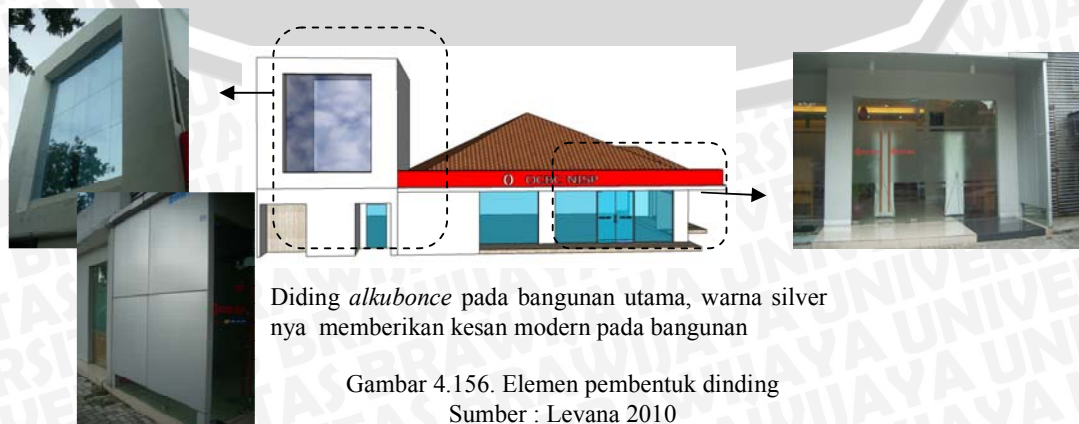 OCBC NISP
Diding alkubonce pada bangunan utama, warna silver
nya memberikan kesan modern pada bangunan
Gambar 4.156. Elemen pembentuk dinding
Sumber : Levana 2010